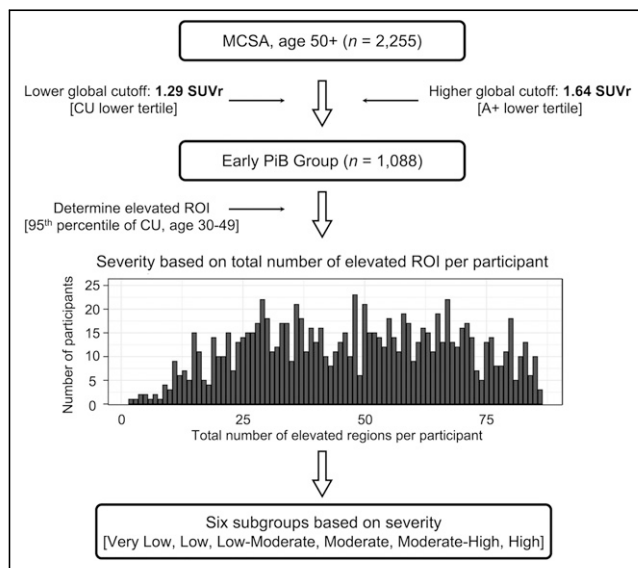 MCSA, age 50+ (n = 2,255)
Lower global cutoff: 1.29 SUVr
[CU lower tertile]
Higher global cutoff: 1.64 SUVr
[A+ lower tertile]
Early PiB Group (n = 1,088)
Determine elevated ROI
[95th percentile of CU, age 30-49]
Severity based on total number of elevated ROI per participant
Number of participants
25
20
15
10
5
0
0 25 50 75
Total number of elevated regions per participant
Six subgroups based on severity
[Very Low, Low, Low-Moderate, Moderate, Moderate-High, High]